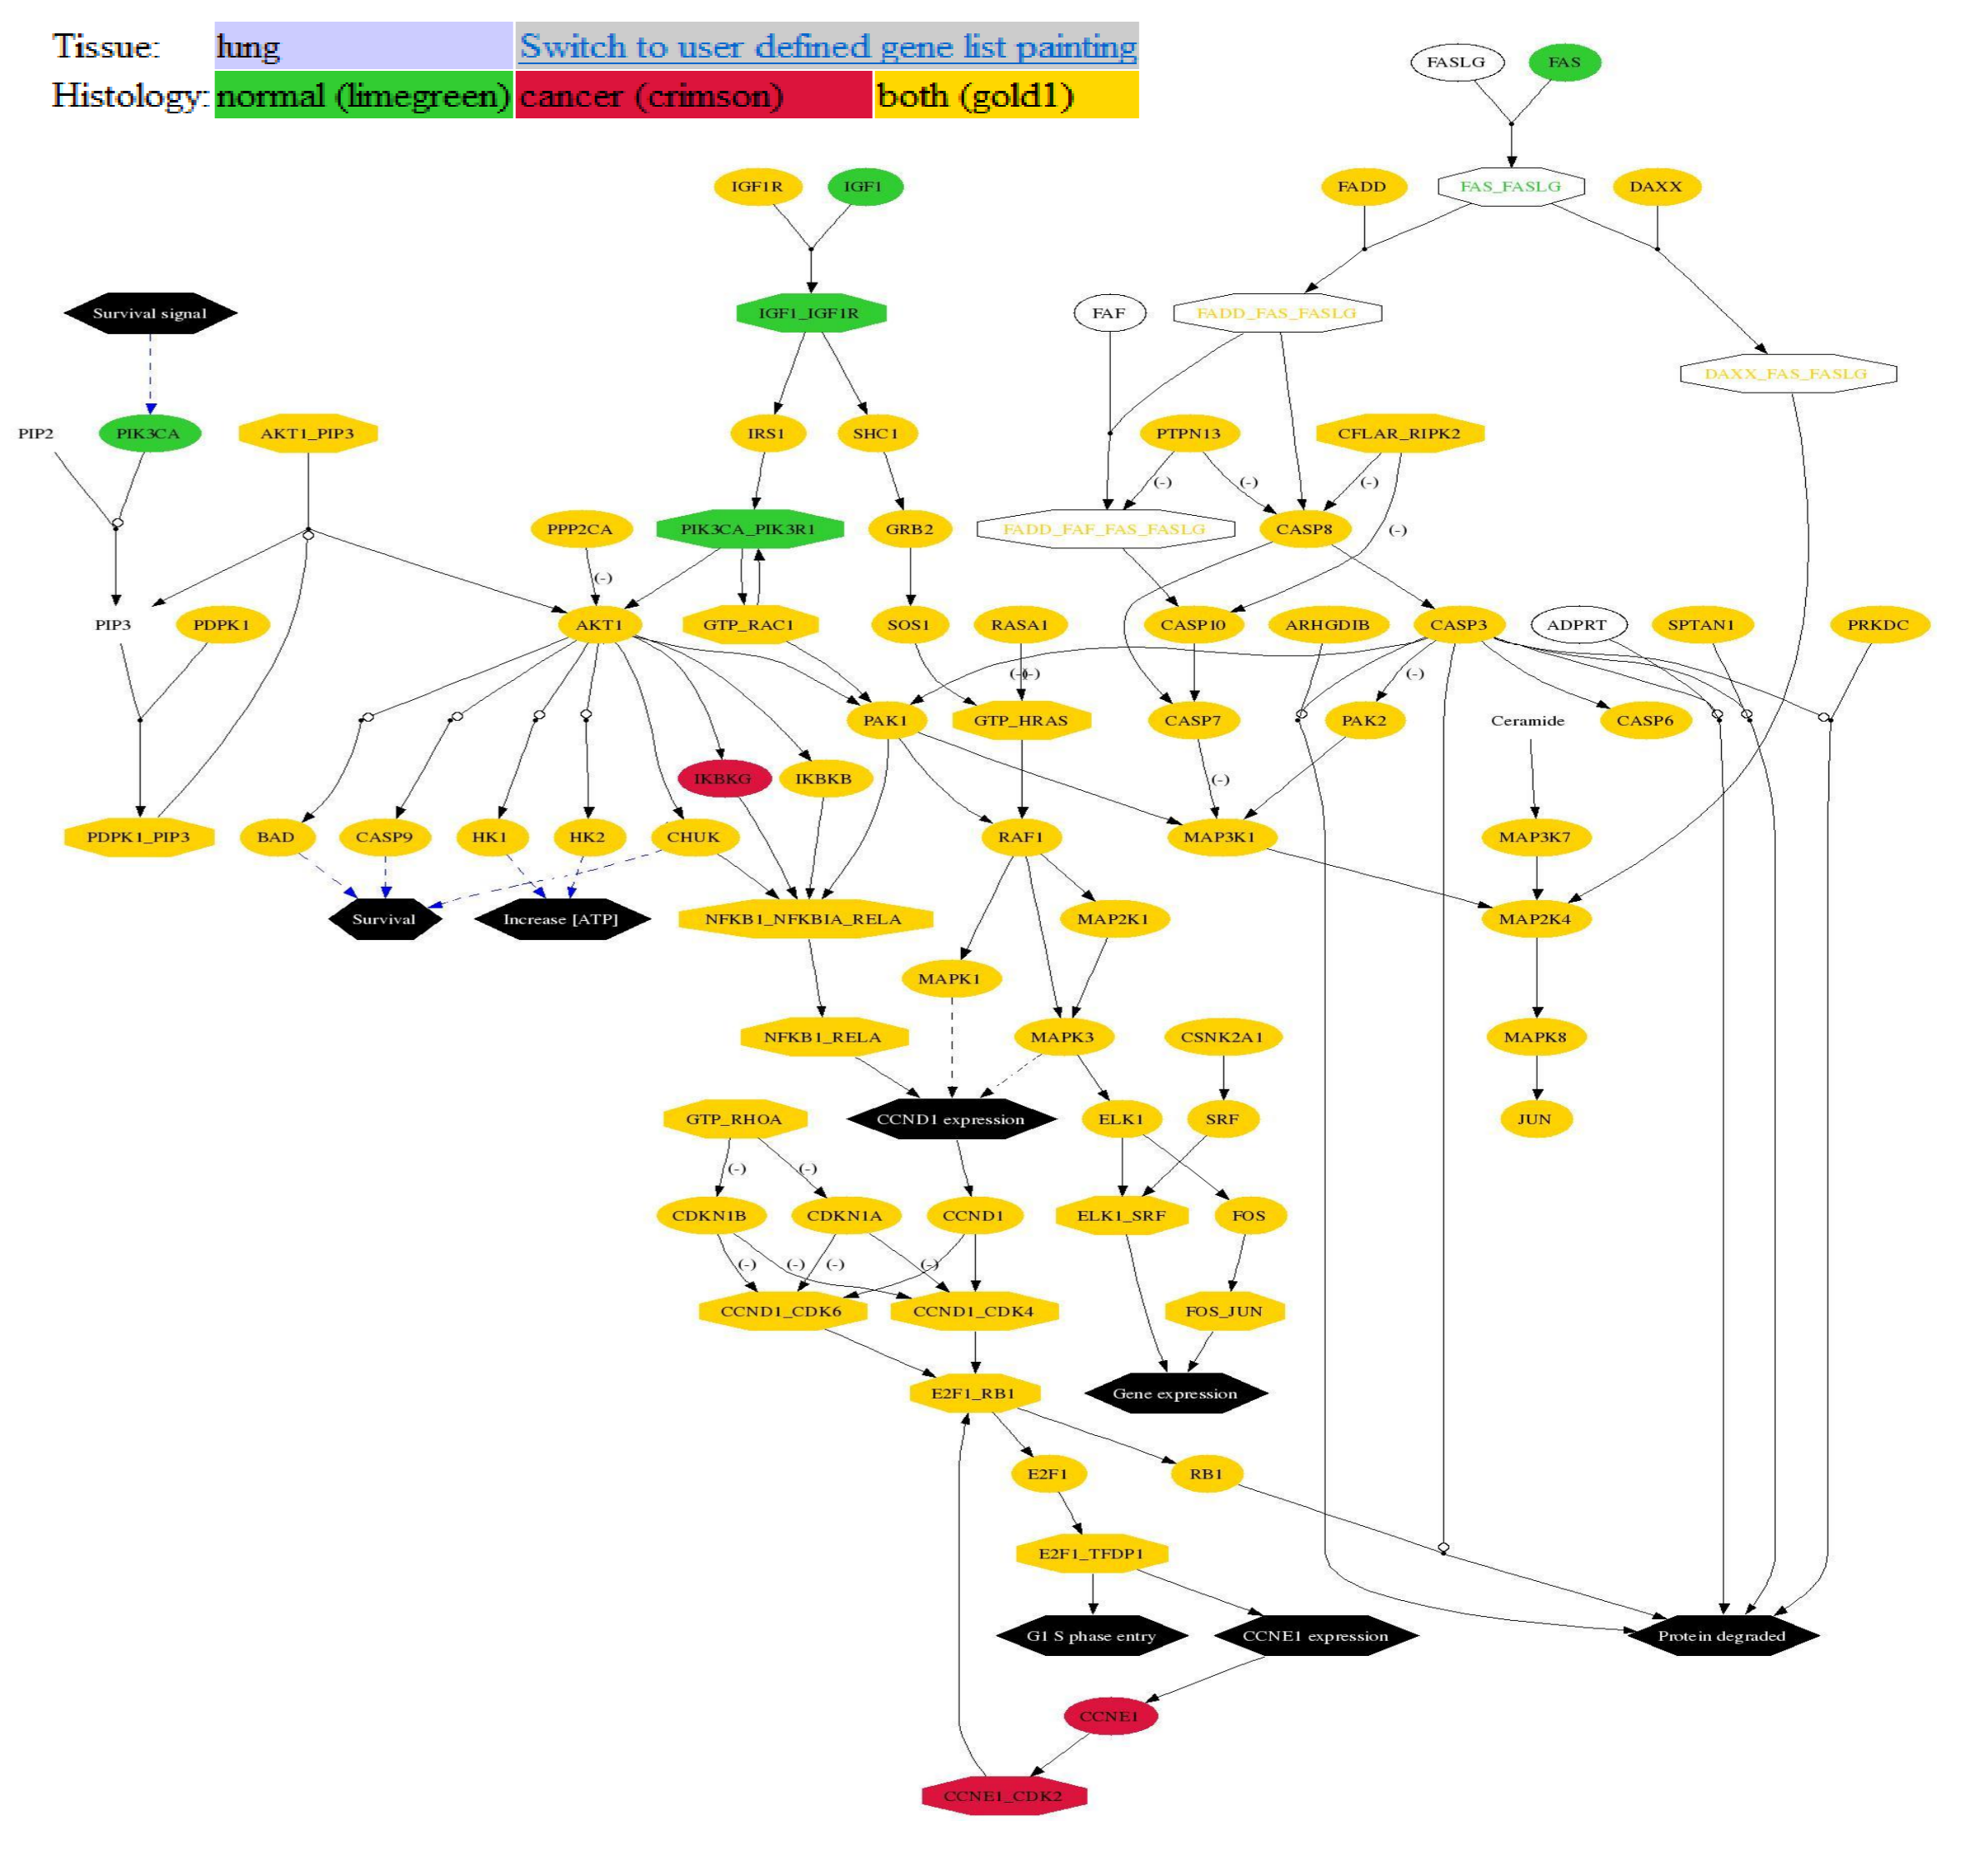 Tissue: lung Switch to user defined gene list painting
Histology: normal (limegreen) cancer (crimson) both (gold1)
FASLG FAS
IGF1R IGF1 FADD FAS_FASLG DAXX
Survival signal IGF1_IGF1R FAF FADD_FAS_FASLG
DAXX_FAS_FASLG
PIP2 PIK3CA AKT1_PIP3 IRS1 SHC1 PTPN13 CFLAR_RIPK2
(-) (-) (-)
PPP2CA PIK3CA_PIK3R1 GRB2 FADD_FAF_FAS_FASLG CASP8 (-)
(-)
PIP3 PDPK1 AKT1 GTP_RAC1 SOS1 RASA1 CASP10 ARHGDIB CASP3 ADPRT SPTAN1 PRKDC
(-) (-) (-)
PAK1 GTP_HRAS CASP7 PAK2 Ceramide CASP6
IKBKG IKBKB (-)
PDPK1_PIP3 BAD CASP9 HK1 HK2 CHUK RAF1 MAP3K1 MAP3K7
Survival Increase [ATP] NFKB1_NFKBIA_RELA MAP2K1 MAP2K4
MAPK1
NFKB1_RELA MAPK3 CSNK2A1 MAPK8
GTP_RHOA CCND1 expression ELK1 SRF JUN
(-) (-)
CDKN1B CDKN1A CCND1 ELK1_SRF FOS
(-) (-) (-) (-)
CCND1_CDK6 CCND1_CDK4 FOS_JUN
E2F1_RB1 Gene expression
E2F1 RB1
E2F1_TFDP1
G1 S phase entry CCNE1 expression Protein degraded
CCNE1
CCNE1_CDK2